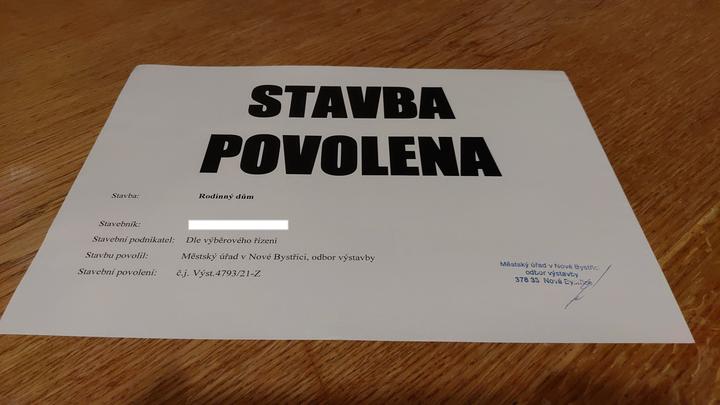 STAVBA
POVOLENA
Stavba: Rodinný dům
Stavebník:
Stavební podnikatel: Dle výběrového řízení
Stavbu povolil: Městský úřad v Nové Bystřici, odbor výstavby
Stavební povolení: č.j. Výst.4793/21-Z
Městský úřad v Nové Bystřici
odbor výstavby
378 33 Nová Bystřice